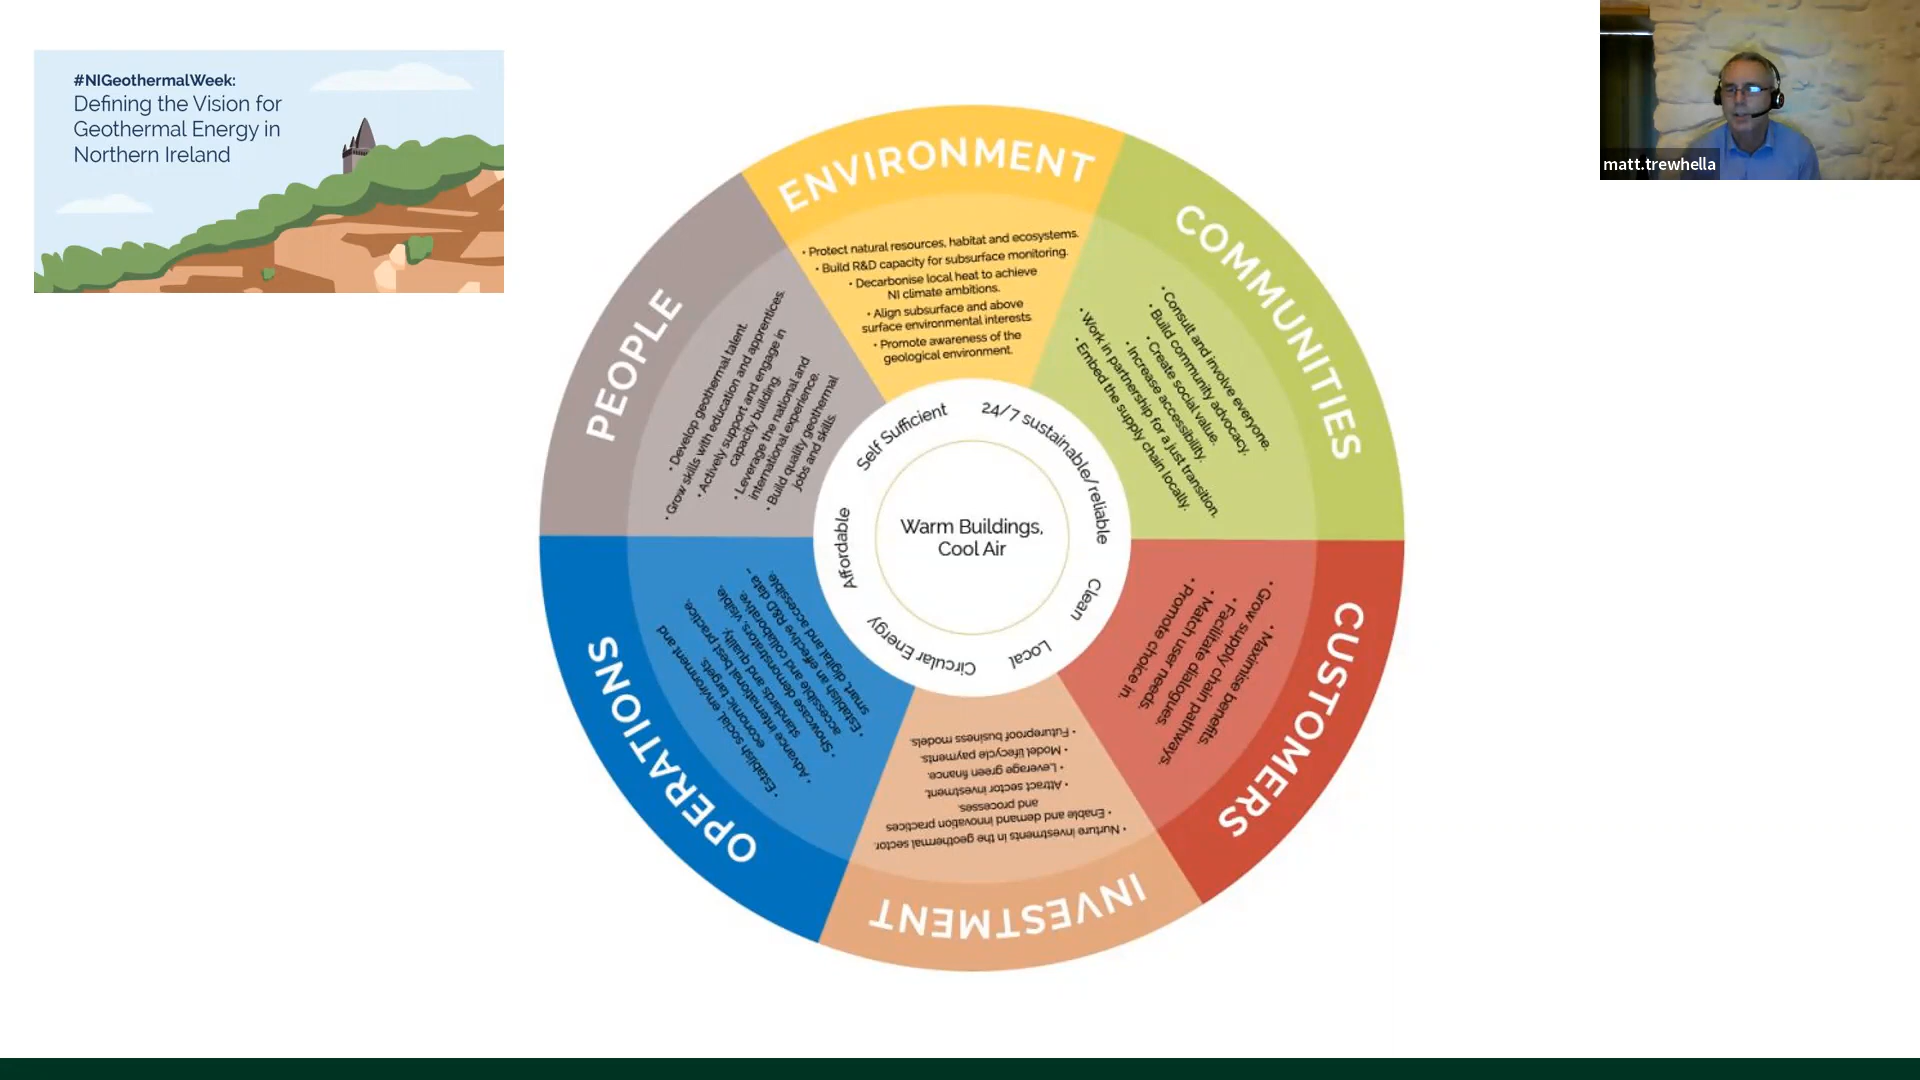 #NIGeothermalWeek:
Defining the Vision for
Geothermal Energy in
Northern Ireland
matt.trewhella
ENVIRONMENT
• Protect natural resources, habitat and ecosystems.
• Build R&D capacity for subsurface monitoring.
• Decarbonise local heat to achieve
NI climate ambitions.
• Align subsurface and above
surface environmental interests
• Promote awareness of the
geological environment.
COMMUNITIES
• Consult and involve everyone.
• Build community advocacy.
• Create social value.
• Increase accessibility.
• Work in partnership for a just transition.
• Embed the supply chain locally.
CUSTOMERS
• Maximise benefits.
• Grow supply chain pathways.
• Facilitate dialogues.
• Match user needs.
• Promote choice in.
INVESTMENT
• Nurture investments in the geothermal sector.
• Enable and demand innovation practices
and processes.
• Attract sector investment.
• Leverage green finance.
• Model lifecycle payments.
• Futureproof business models.
OPERATIONS
• Establish social, environment and
economic targets.
• Advance international best practice,
standards and quality.
• Showcase demonstrators, visible,
accessible and collaborative.
• Establish an effective R&D data –
smart, digital and accessible.
PEOPLE
• Develop geothermal talent.
• Grow skills with education and apprentices.
• Actively support and engage in
capacity building.
• Leverage the national and
international experience.
• Build quality geothermal
jobs and skills.
Self Sufficient
24/7 sustainable/reliable
Clean
Local
Circular Energy
Affordable
Warm Buildings,
Cool Air